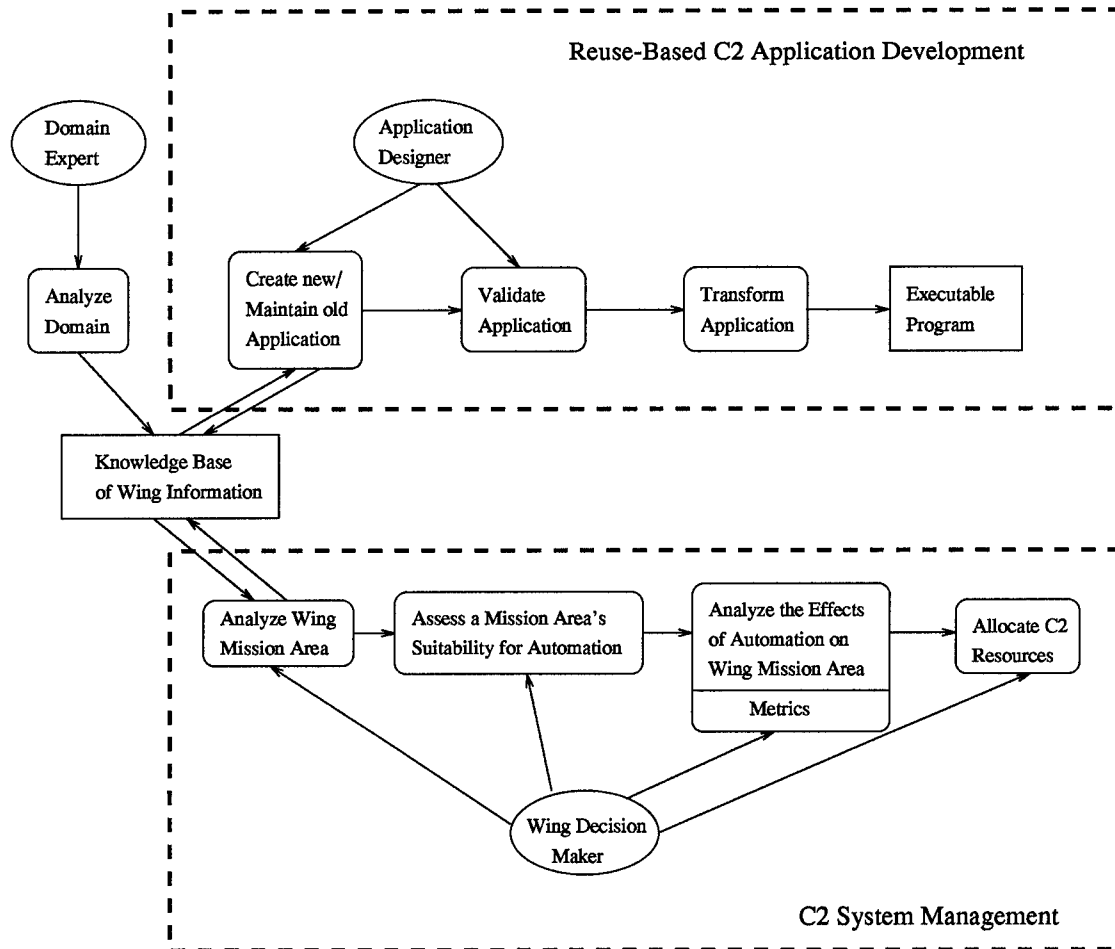 Reuse-Based C2 Application Development
Domain
Expert
Application
Designer
Analyze
Domain
Create new/
Maintain old
Application
Validate
Application
Transform
Application
Executable
Program
Knowledge Base
of Wing Information
Analyze Wing
Mission Area
Assess a Mission Area's
Suitability for Automation
Analyze the Effects
of Automation on
Wing Mission Area
Metrics
Allocate C2
Resources
Wing Decision
Maker
C2 System Management